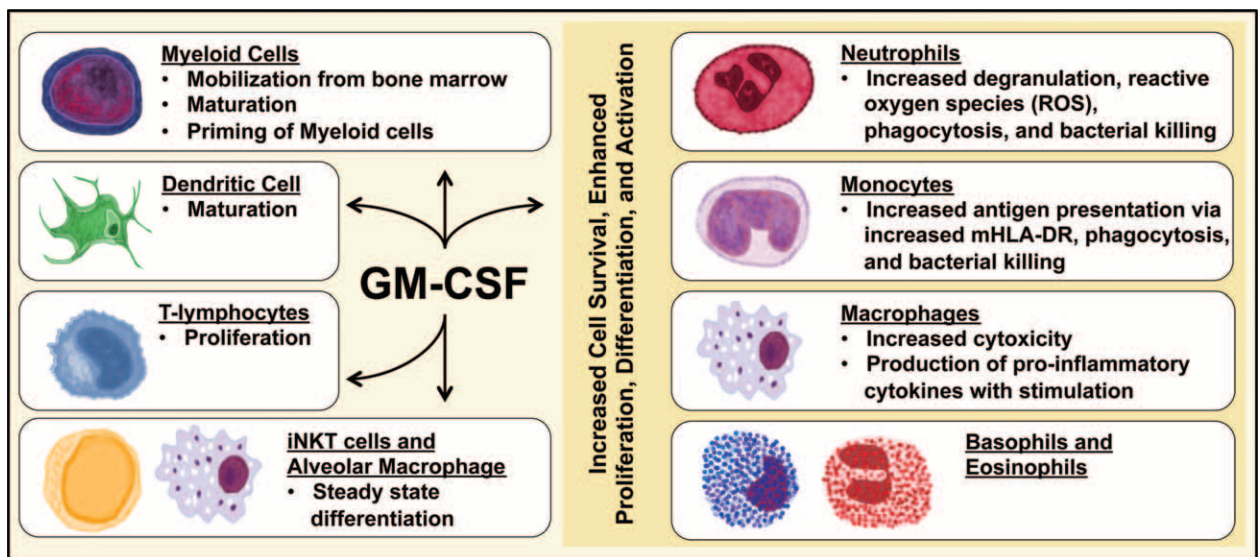 Myeloid Cells
• Mobilization from bone marrow
• Maturation
• Priming of Myeloid cells
Dendritic Cell
• Maturation
GM-CSF
T-lymphocytes
• Proliferation
iNKT cells and
Alveolar Macrophage
• Steady state
differentiation
Increased Cell Survival, Enhanced
Proliferation, Differentiation, and Activation
Neutrophils
• Increased degranulation, reactive
oxygen species (ROS),
phagocytosis, and bacterial killing
Monocytes
• Increased antigen presentation via
increased mHLA-DR, phagocytosis,
and bacterial killing
Macrophages
• Increased cytoxicity
• Production of pro-inflammatory
cytokines with stimulation
Basophils and
Eosinophils